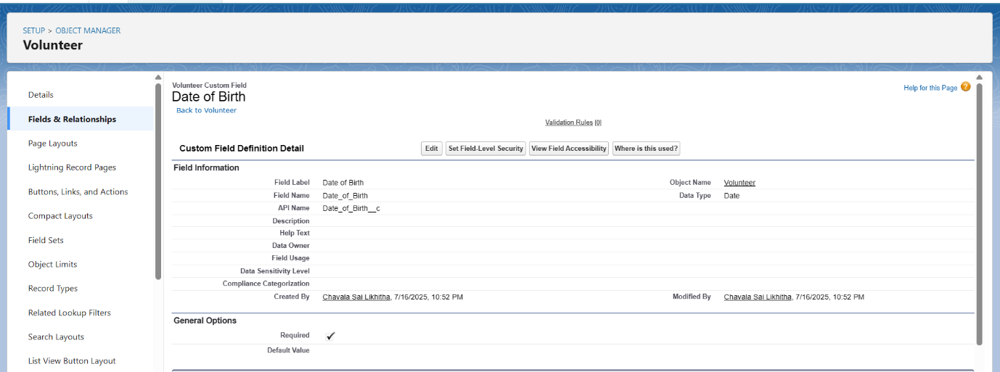 SETUP > OBJECT MANAGER
Volunteer
Details
Fields & Relationships
Page Layouts
Lightning Record Pages
Buttons, Links, and Actions
Compact Layouts
Field Sets
Object Limits
Record Types
Related Lookup Filters
Search Layouts
List View Button Layout
Volunteer Custom Field
Date of Birth
Back to Volunteer
Help for this Page ?
Validation Rules [0]
Custom Field Definition Detail Edit Set Field-Level Security View Field Accessibility Where is this used?
Field Information
Field Label Date of Birth Object Name Volunteer
Field Name Date_of_Birth Data Type Date
API Name Date_of_Birth__c
Description
Help Text
Data Owner
Field Usage
Data Sensitivity Level
Compliance Categorization
Created By Chavala Sai Likhitha, 7/16/2025, 10:52 PM Modified By Chavala Sai Likhitha, 7/16/2025, 10:52 PM
General Options
Required ✓
Default Value